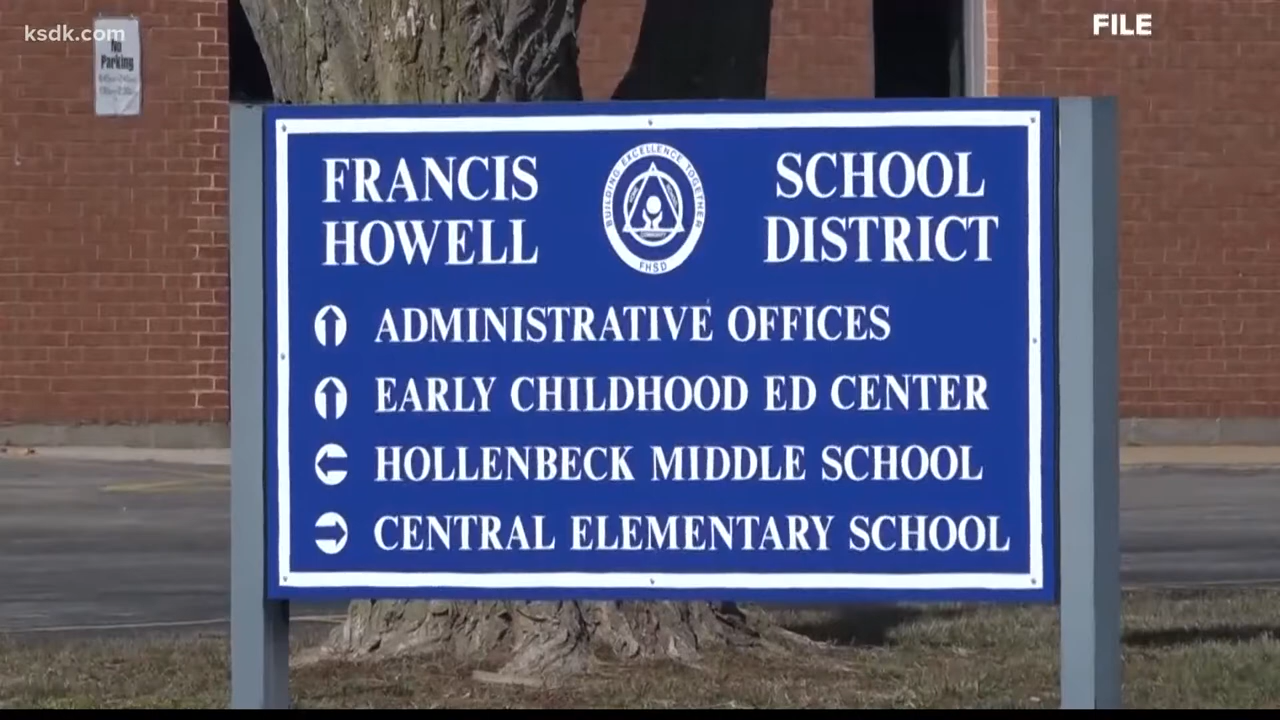 ksdk.com
FILE
No
Parking
FRANCIS
HOWELL
BUILDING EXCELLENCE TOGETHER
COMMUNITY
FHSD
SCHOOL
DISTRICT
ADMINISTRATIVE OFFICES
EARLY CHILDHOOD ED CENTER
HOLLENBECK MIDDLE SCHOOL
CENTRAL ELEMENTARY SCHOOL